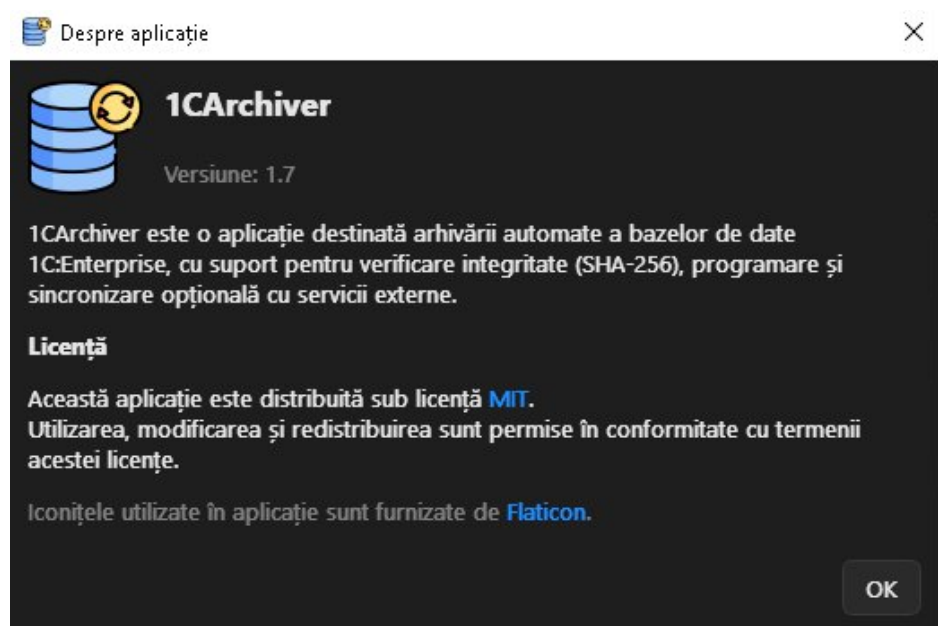 Despre aplicație
1CArchiver
Versiune: 1.7
1CArchiver este o aplicație destinată arhivării automate a bazelor de date
1C:Enterprise, cu suport pentru verificare integritate (SHA-256), programare și
sincronizare opțională cu servicii externe.
Licență
Această aplicație este distribuită sub licență MIT.
Utilizarea, modificarea și redistribuirea sunt permise în conformitate cu termenii
acestei licențe.
Iconițele utilizate în aplicație sunt furnizate de Flaticon.
OK